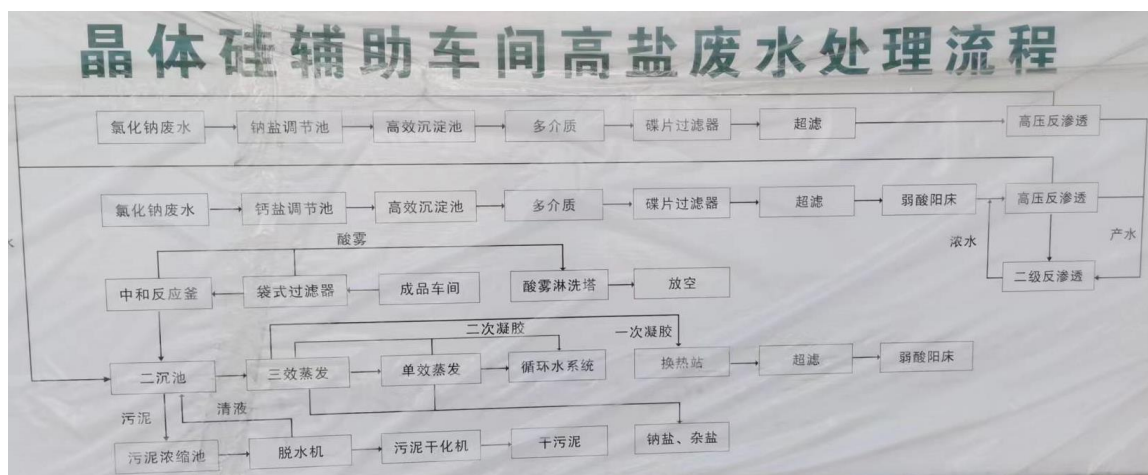 晶体硅辅助车间高盐废水处理流程
氯化钠废水 钠盐调节池 高效沉淀池 多介质 碟片过滤器 超滤 高压反渗透
氯化钠废水 钙盐调节池 高效沉淀池 多介质 碟片过滤器 超滤 弱酸阳床 高压反渗透
水 酸雾 浓水 产水
中和反应釜 袋式过滤器 成品车间 酸雾淋洗塔 放空 二级反渗透
二次凝胶 一次凝胶
二沉池 三效蒸发 单效蒸发 循环水系统 换热站 超滤 弱酸阳床
污泥 清液
污泥浓缩池 脱水机 污泥干化机 干污泥 钠盐、杂盐